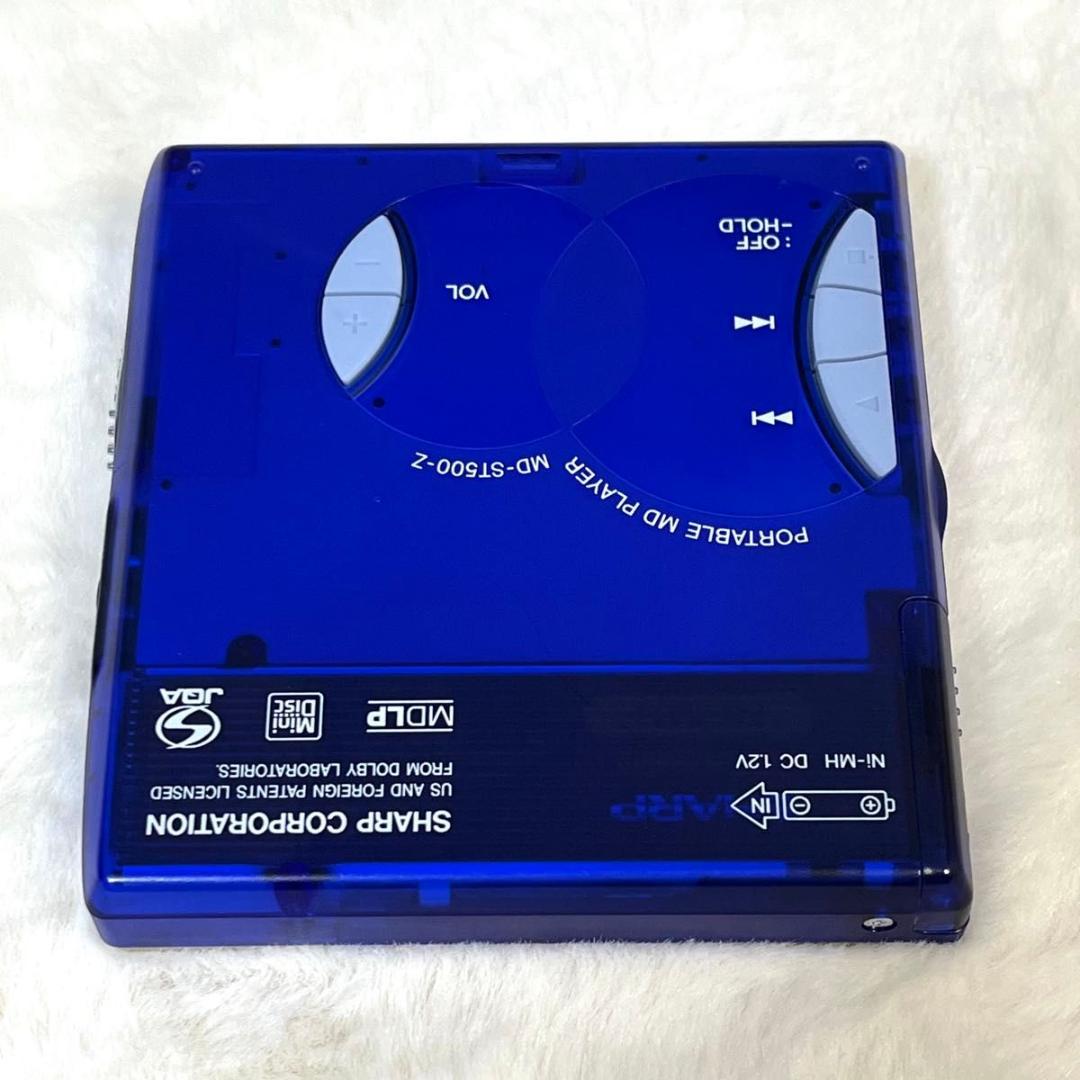 SHARP CORPORATION
US AND FOREIGN PATENTS LICENSED
FROM DOLBY LABORATORIES.
MDLP
Mini
Disc
JQA
IN
SHARP
Ni-MH DC 1.2V
PORTABLE MD PLAYER MD-ST500-Z
VOL
+
−
: OFF
-HOLD